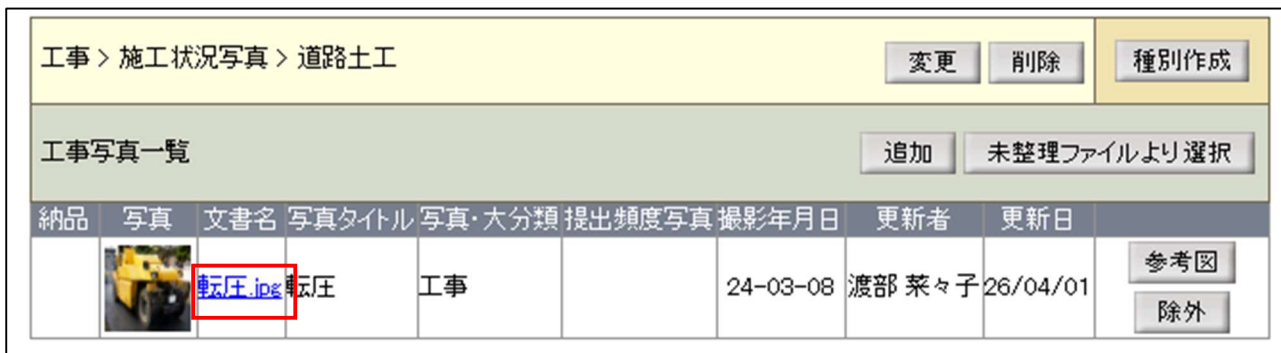 工事 > 施工状況写真 > 道路土工 変更 削除 種別作成
工事写真一覧 追加 未整理ファイルより選択
納品 写真 文書名 写真タイトル 写真・大分類 提出頻度写真 撮影年月日 更新者 更新日
転圧.jpg 転圧 工事 24-03-08 渡部 菜々子 26/04/01 参考図
除外